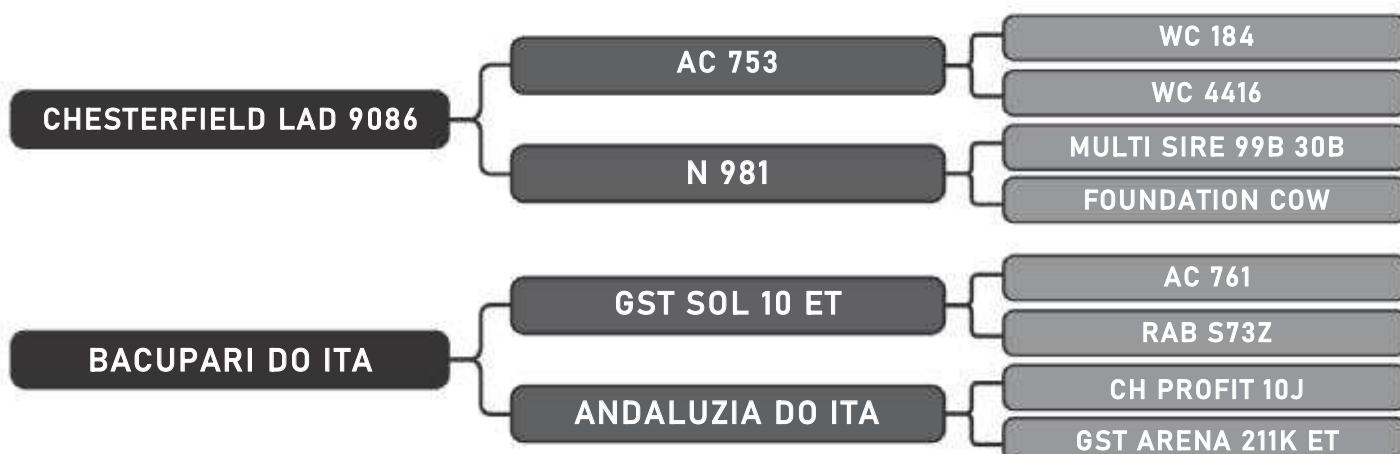 CHESTERFIELD LAD 9086
AC 753
WC 184
WC 4416
N 981
MULTI SIRE 99B 30B
FOUNDATION COW
BACUPARI DO ITA
GST SOL 10 ET
AC 761
RAB S73Z
ANDALUZIA DO ITA
CH PROFIT 10J
GST ARENA 211K ET